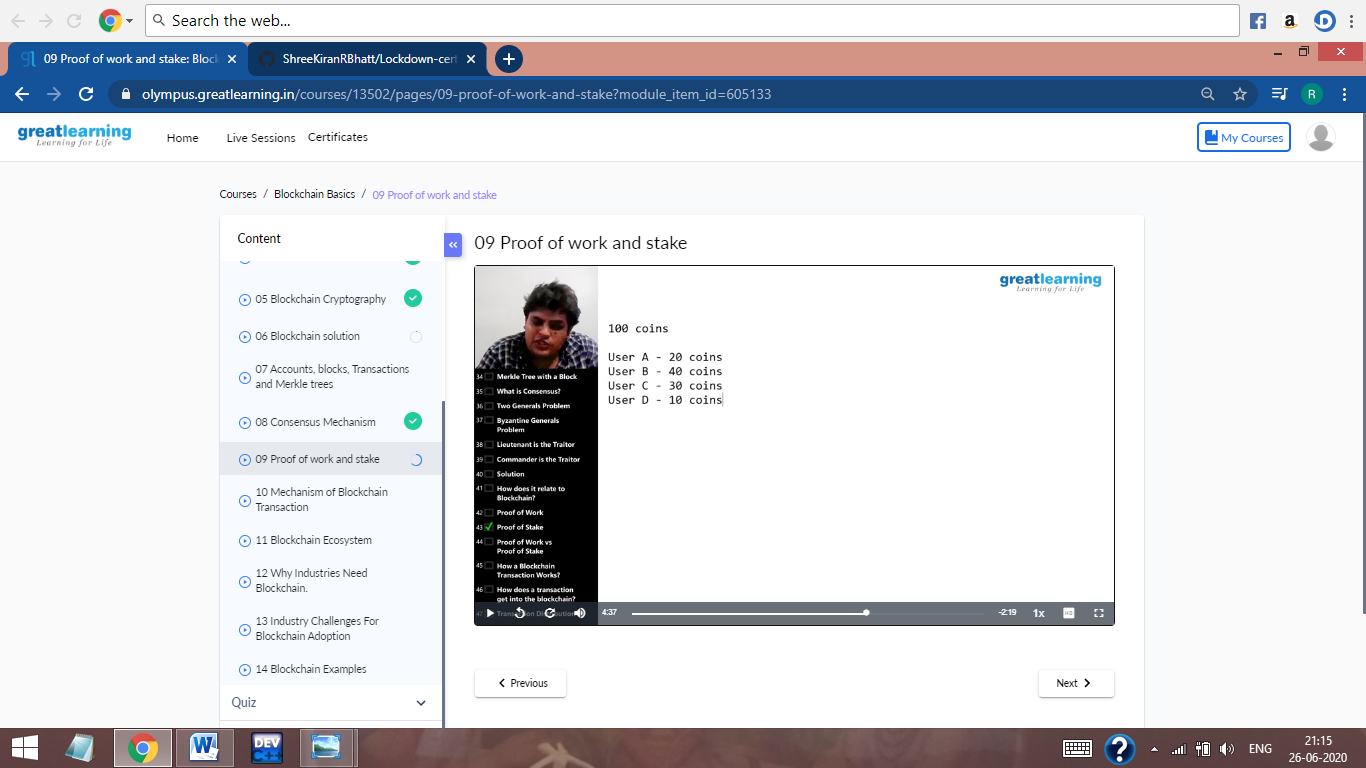 Search the web...
09 Proof of work and stake: Bloc
ShreeKiranRBhatt/Lockdown-cert
olympus.greatlearning.in/courses/13502/pages/09-proof-of-work-and-stake?module_item_id=605133
R
greatlearning
Learning for Life
Home
Live Sessions
Certificates
My Courses
Courses / Blockchain Basics / 09 Proof of work and stake
Content
05 Blockchain Cryptography
06 Blockchain solution
07 Accounts, blocks, Transactions
and Merkle trees
08 Consensus Mechanism
09 Proof of work and stake
10 Mechanism of Blockchain
Transaction
11 Blockchain Ecosystem
12 Why Industries Need
Blockchain.
13 Industry Challenges For
Blockchain Adoption
14 Blockchain Examples
Quiz
«
09 Proof of work and stake
greatlearning
Learning for Life
100 coins
User A - 20 coins
User B - 40 coins
User C - 30 coins
User D - 10 coins
34 Merkle Tree with a Block
35 What is Consensus?
36 Two Generals Problem
37 Byzantine Generals
Problem
38 Lieutenant is the Traitor
39 Commander is the Traitor
40 Solution
41 How does it relate to
Blockchain?
42 Proof of Work
43 Proof of Stake
44 Proof of Work vs
Proof of Stake
45 How a Blockchain
Transaction Works?
46 How does a transaction
get into the blockchain?
47 Transaction Distribution
4:37
-2:19
1x
HD
Previous
Next
DEV
C++
ENG
21:15
26-06-2020